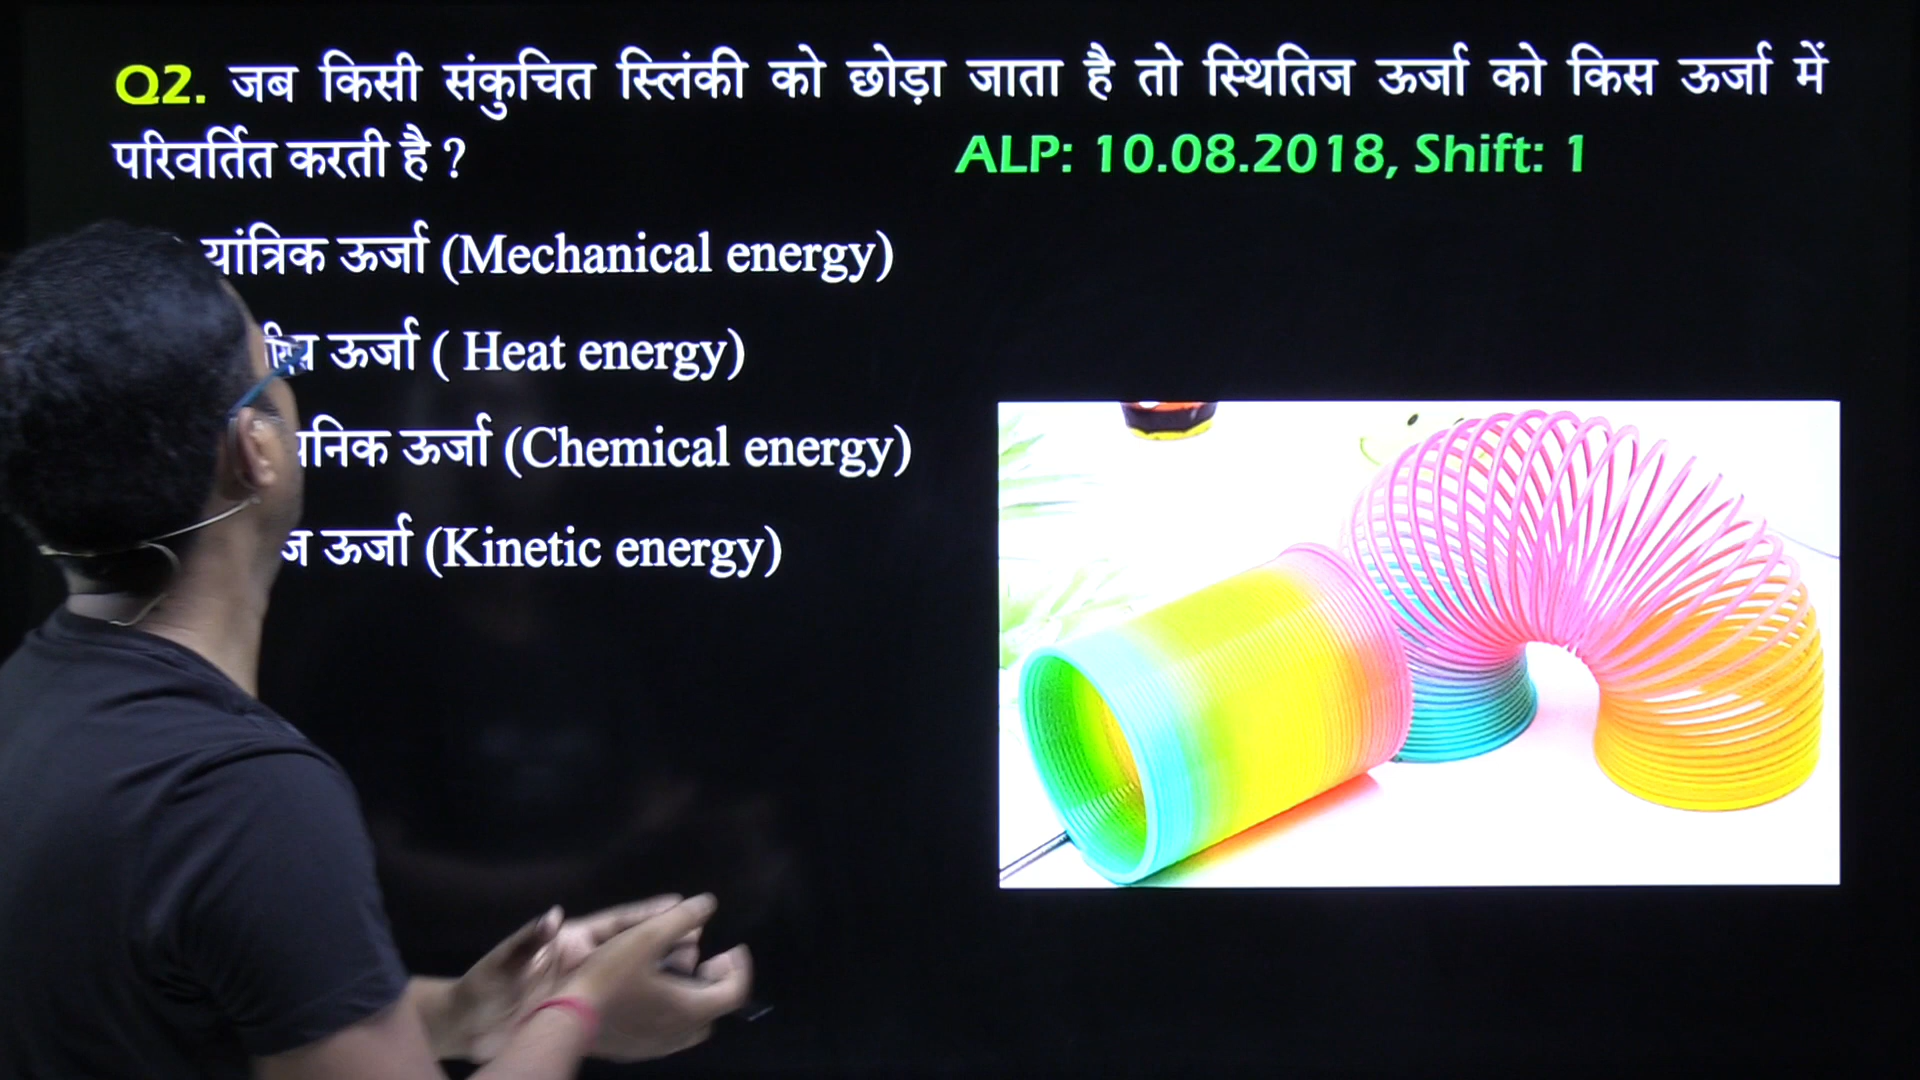 Q2. जब किसी संकुचित स्लिंकी को छोड़ा जाता है तो स्थितिज ऊर्जा को किस ऊर्जा में
परिवर्तित करती है ?
ALP: 10.08.2018, Shift: 1
यांत्रिक ऊर्जा (Mechanical energy)
ऊर्जा ( Heat energy)
ऊर्जा (Chemical energy)
ऊर्जा (Kinetic energy)